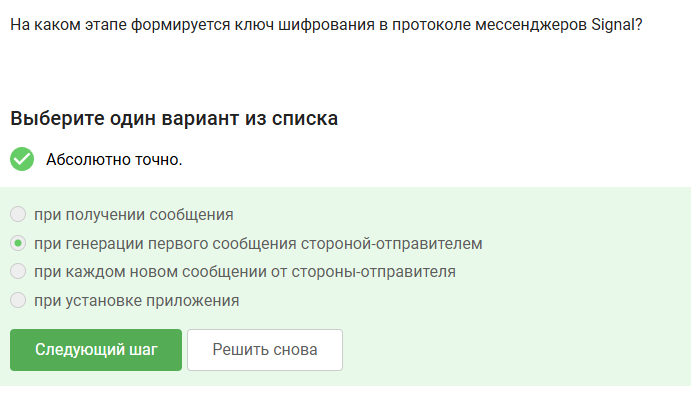 На каком этапе формируется ключ шифрования в протоколе мессенджеров Signal?
Выберите один вариант из списка
Абсолютно точно.
при получении сообщения
при генерации первого сообщения стороной-отправителем
при каждом новом сообщении от стороны-отправителя
при установке приложения
Следующий шаг
Решить снова